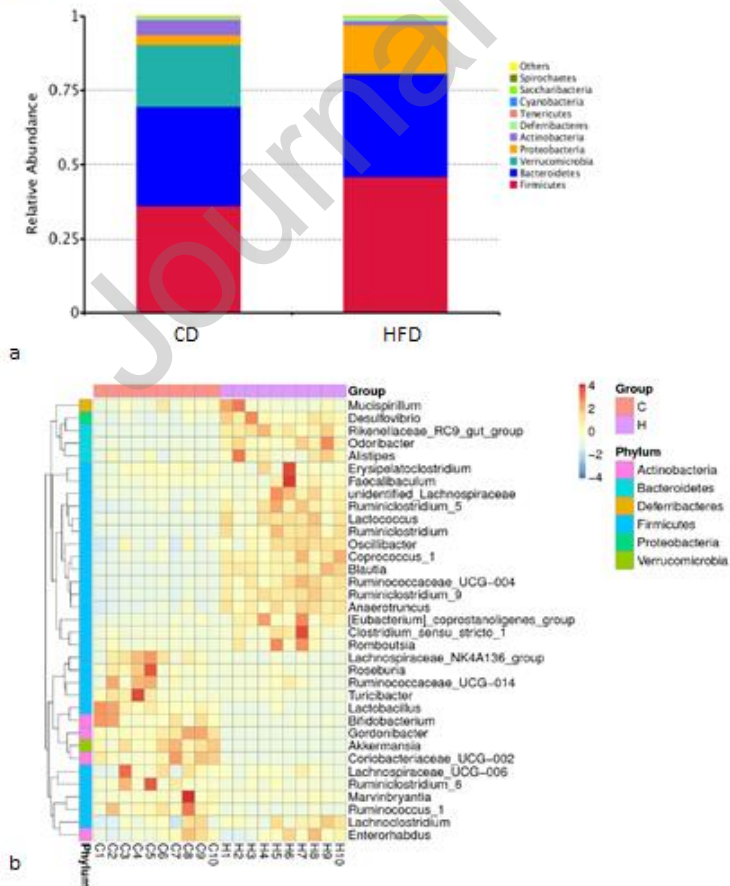 Journal
1
0.75
0.5
0.25
0
Relative Abundance
CD
HFD
Others
Spirochaetes
Saccharibacteria
Cyanobacteria
Tenericutes
Deferribacteres
Actinobacteria
Proteobacteria
Verrucomicrobia
Bacteroidetes
Firmicutes
a
Group
Mucispirillum
Desulfovibrio
Rikenellaceae_RC9_gut_group
Odoribacter
Alistipes
Erysipelatoclostridium
Faecalibaculum
unidentified_Lachnospiraceae
Ruminiclostridium_5
Lactococcus
Ruminiclostridium
Oscillibacter
Coprococcus_1
Blautia
Ruminococcaceae_UCG-004
Ruminiclostridium_9
Anaerotruncus
[Eubacterium]_coprostanoligenes_group
Clostridium_sensu_stricto_1
Romboutsia
Lachnospiraceae_NK4A136_group
Roseburia
Ruminococcaceae_UCG-014
Turicibacter
Lactobacillus
Bifidobacterium
Gordonibacter
Akkermansia
Coriobacteriaceae_UCG-002
Lachnospiraceae_UCG-006
Ruminiclostridium_6
Marvinbryantia
Ruminococcus_1
Lachnoclostridium
Enterorhabdus
4
2
0
-2
-4
Group
C
H
Phylum
Actinobacteria
Bacteroidetes
Deferribacteres
Firmicutes
Proteobacteria
Verrucomicrobia
Phylum
C1 C2 C3 C4 C5 C6 C7 C8 C9 C10 H1 H2 H3 H4 H5 H6 H7 H8 H9 H10
b